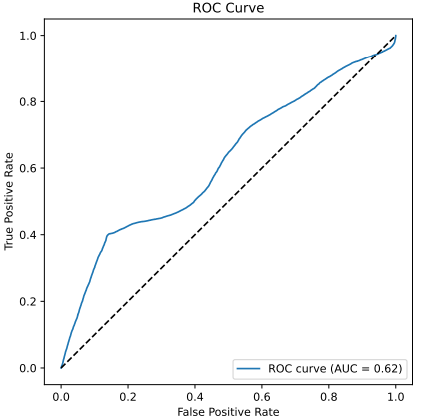 ROC Curve
True Positive Rate
1.0
0.8
0.6
0.4
0.2
0.0
0.0 0.2 0.4 0.6 0.8 1.0
False Positive Rate
ROC curve (AUC = 0.62)